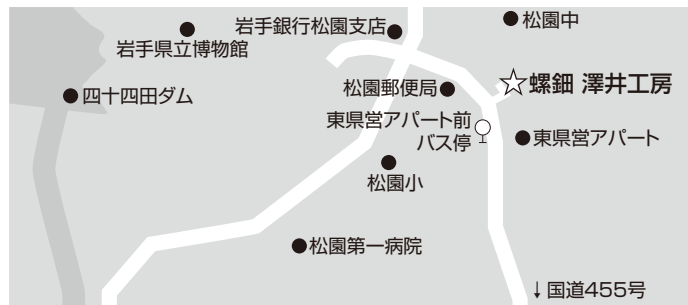 岩手銀行松園支店
松園中
岩手県立博物館
四十四田ダム
松園郵便局
☆螺鈿 澤井工房
東県営アパート前
バス停
東県営アパート
松園小
松園第一病院
↓国道455号